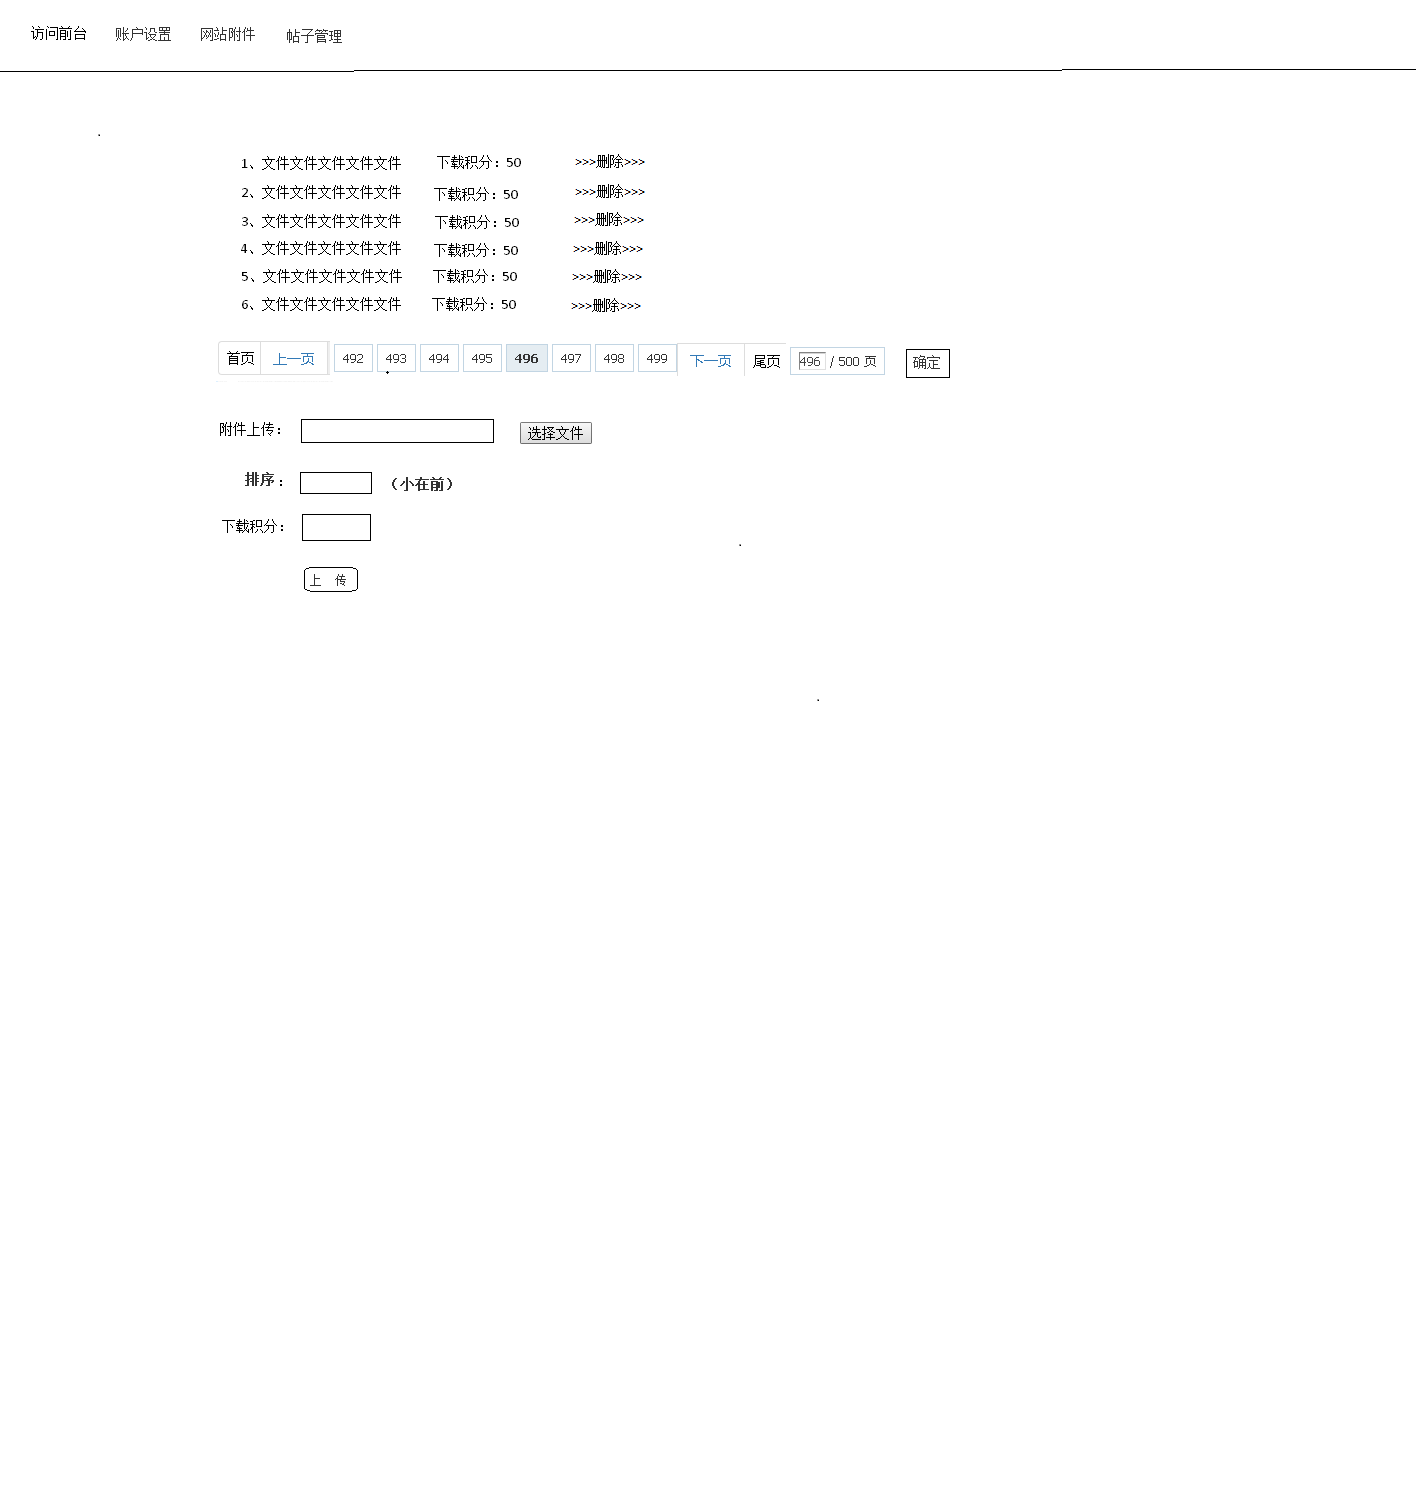 访问前台 账户设置 网站附件 帖子管理
1、文件文件文件文件文件 下载积分：50 >>>删除>>>
2、文件文件文件文件文件 下载积分：50 >>>删除>>>
3、文件文件文件文件文件 下载积分：50 >>>删除>>>
4、文件文件文件文件文件 下载积分：50 >>>删除>>>
5、文件文件文件文件文件 下载积分：50 >>>删除>>>
6、文件文件文件文件文件 下载积分：50 >>>删除>>>
首页 上一页 492 493 494 495 496 497 498 499 下一页 尾页 496 / 500 页 确定
附件上传： 选择文件
排序： （小在前）
下载积分：
上 传